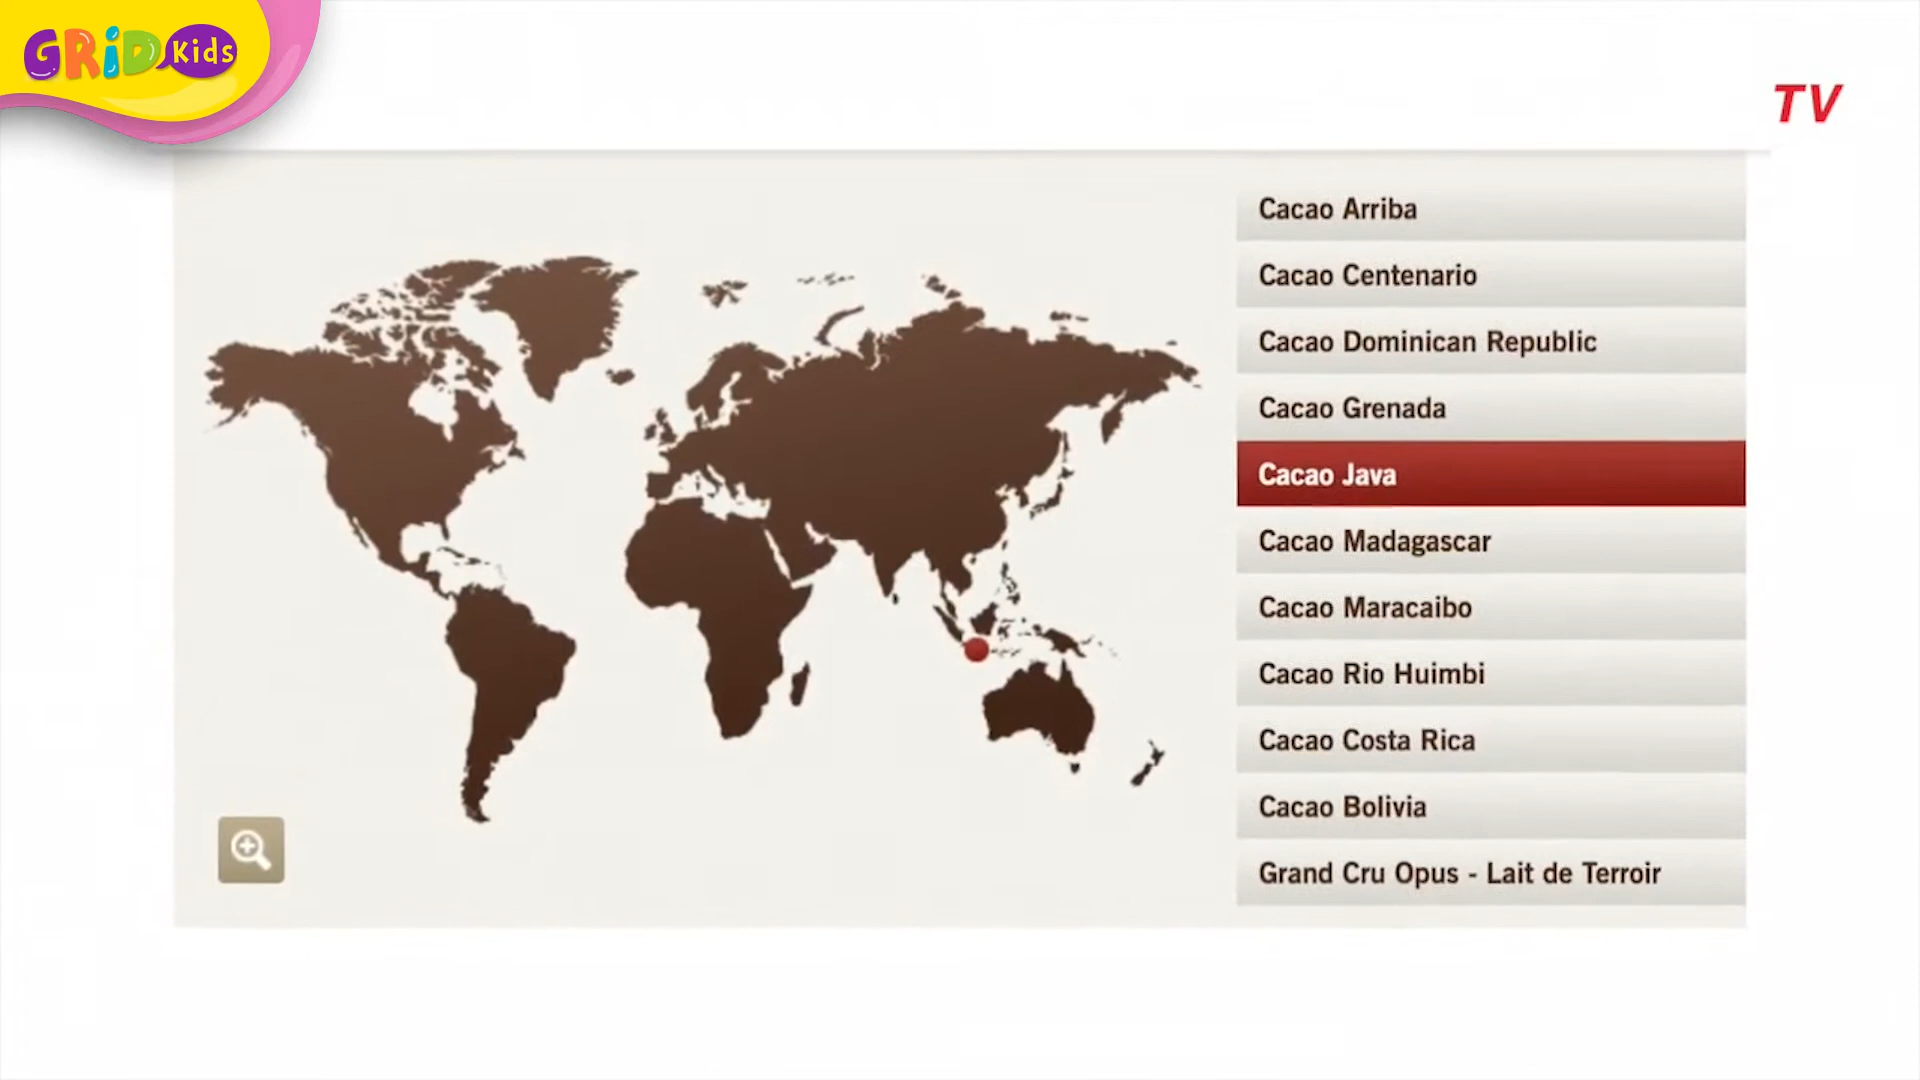 GRiD Kids
TV
Cacao Arriba
Cacao Centenario
Cacao Dominican Republic
Cacao Grenada
Cacao Java
Cacao Madagascar
Cacao Maracaibo
Cacao Rio Huimbi
Cacao Costa Rica
Cacao Bolivia
Grand Cru Opus - Lait de Terroir